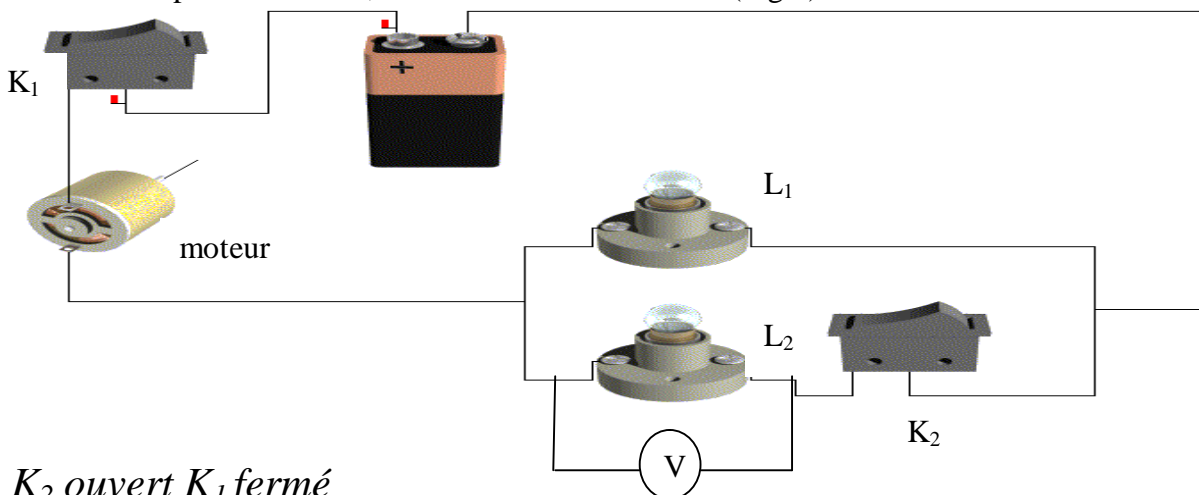 K₁
+
L₁
moteur
L₂
K₂
V
K₂ ouvert K₁ fermé